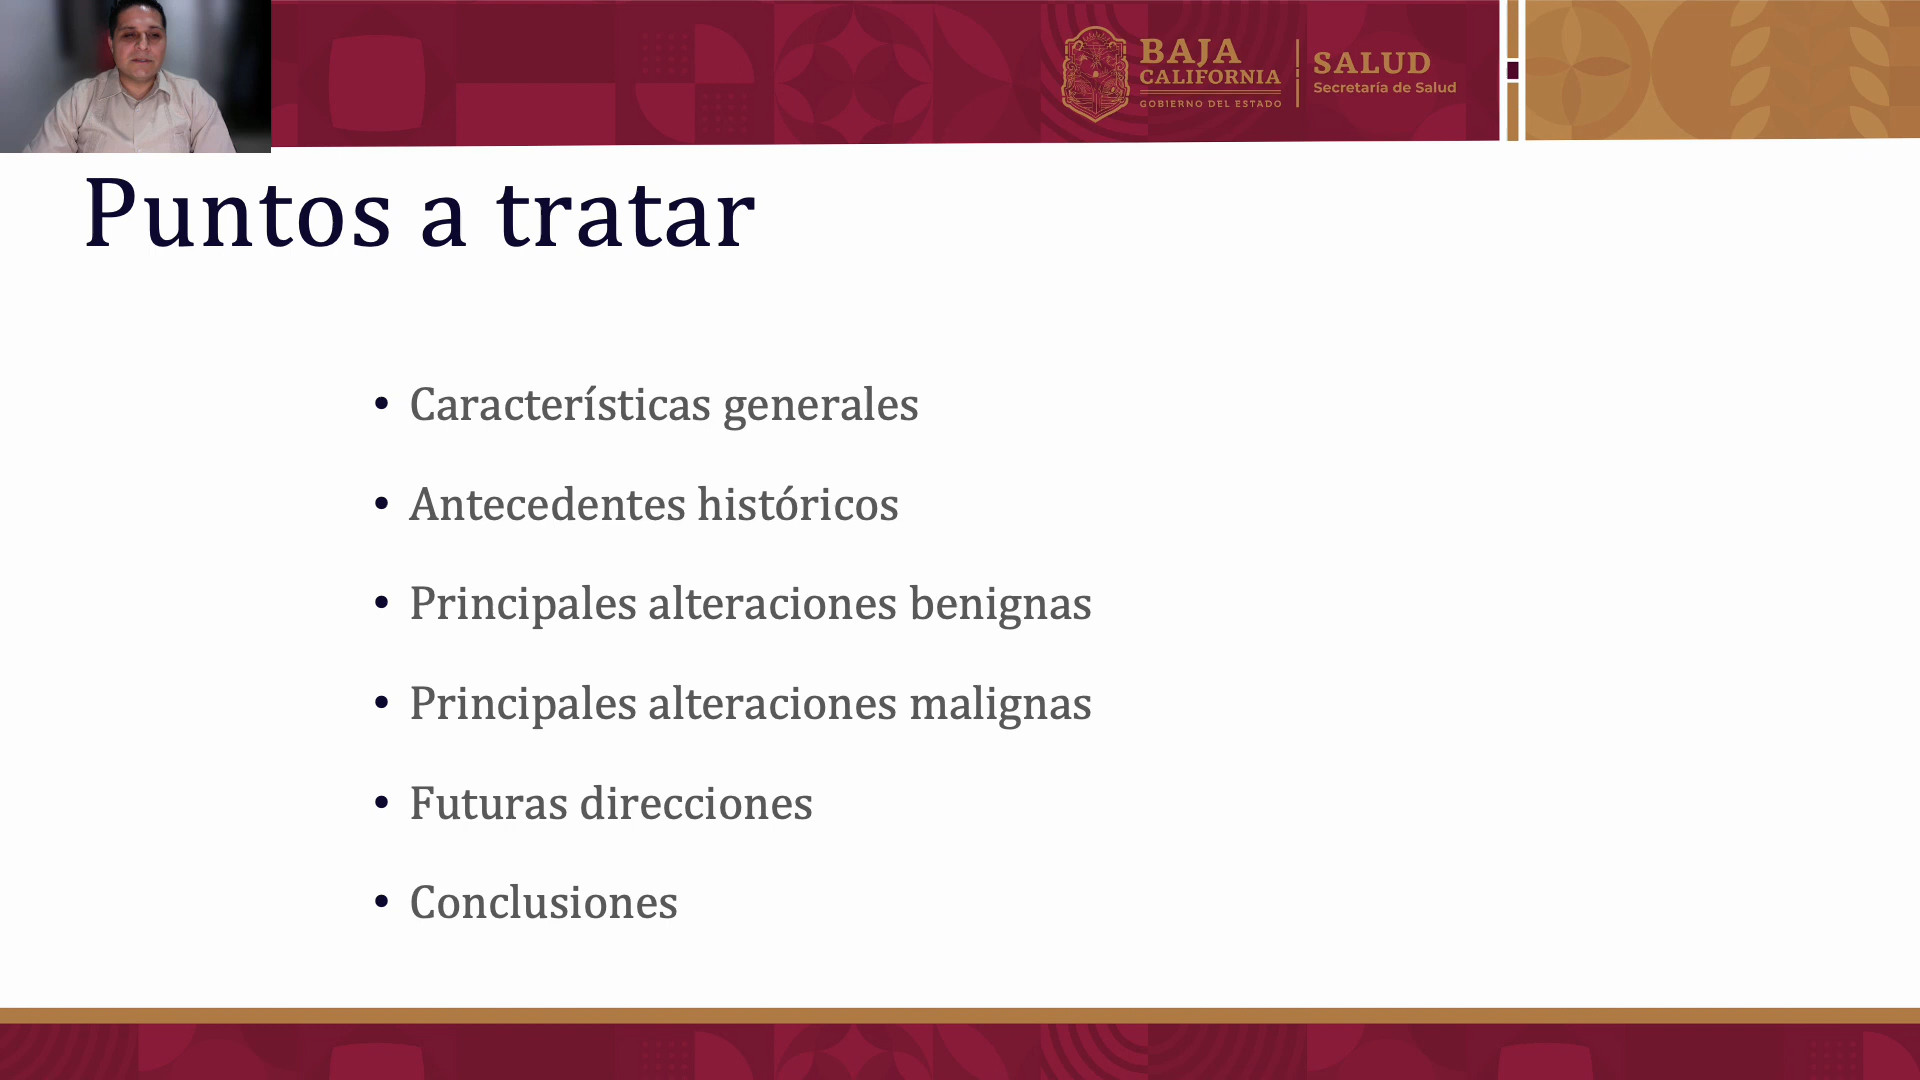 BAJA
CALIFORNIA
GOBIERNO DEL ESTADO
SALUD
Secretaría de Salud
Puntos a tratar
• Características generales
• Antecedentes históricos
• Principales alteraciones benignas
• Principales alteraciones malignas
• Futuras direcciones
• Conclusiones